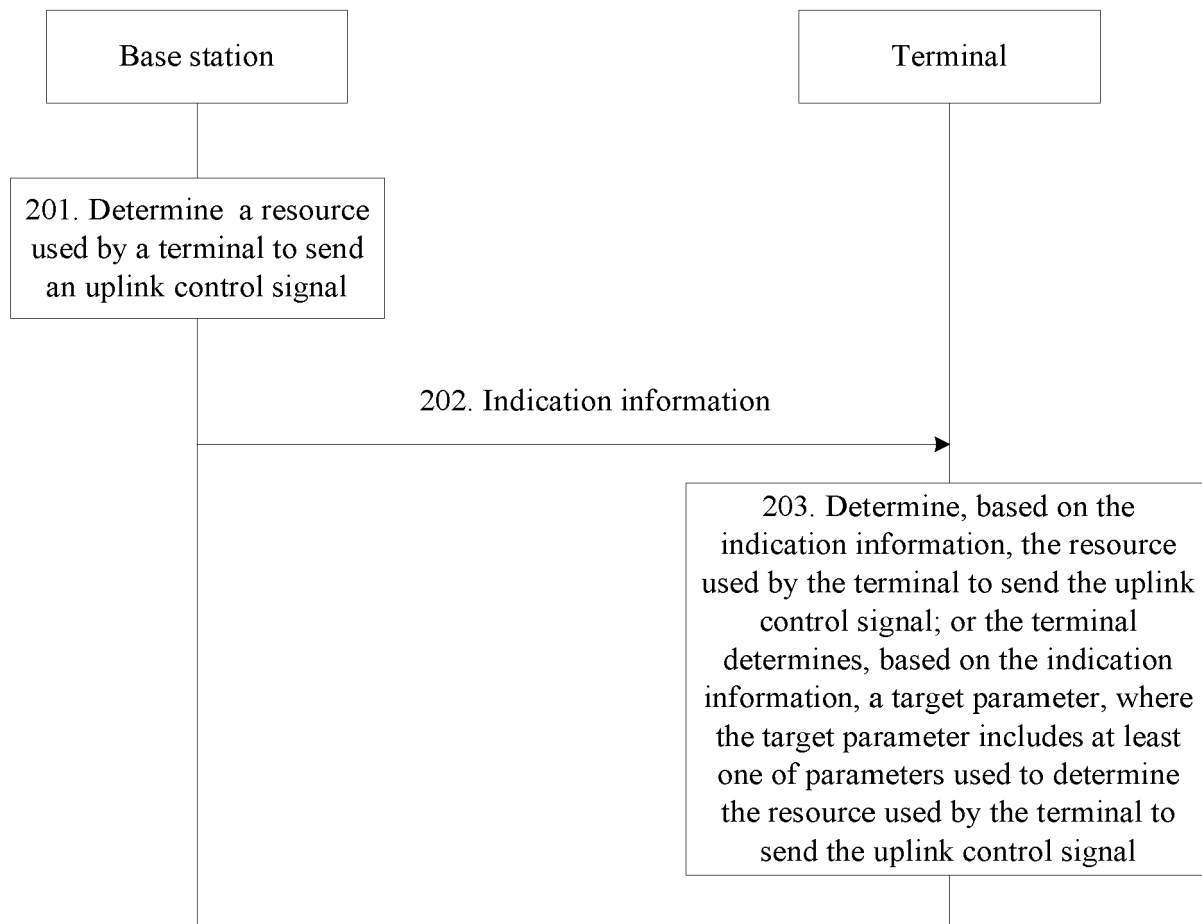 Base station
Terminal
201. Determine a resource
used by a terminal to send
an uplink control signal
202. Indication information
203. Determine, based on the
indication information, the resource
used by the terminal to send the uplink
control signal; or the terminal
determines, based on the indication
information, a target parameter, where
the target parameter includes at least
one of parameters used to determine
the resource used by the terminal to
send the uplink control signal